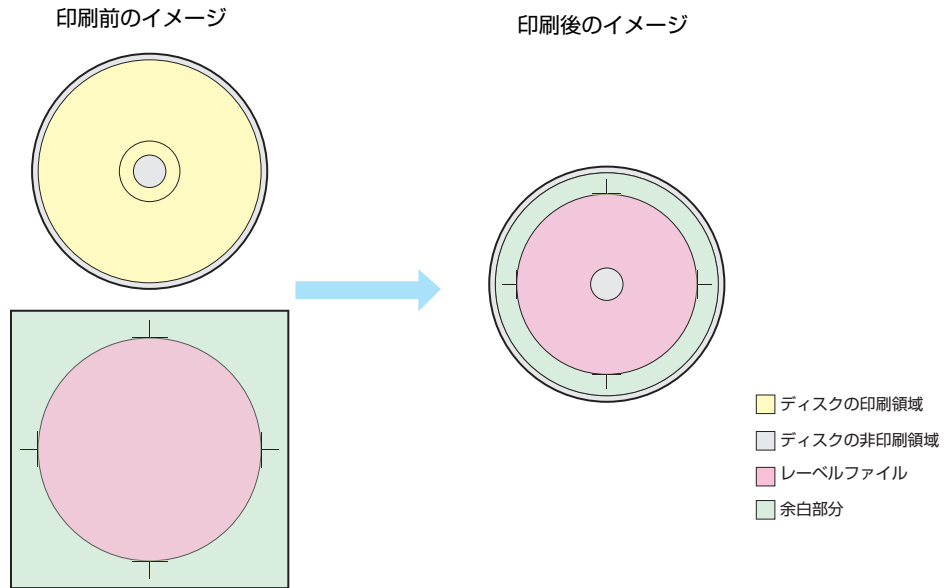 印刷前のイメージ
印刷後のイメージ
ディスクの印刷領域
ディスクの非印刷領域
レーベルファイル
余白部分